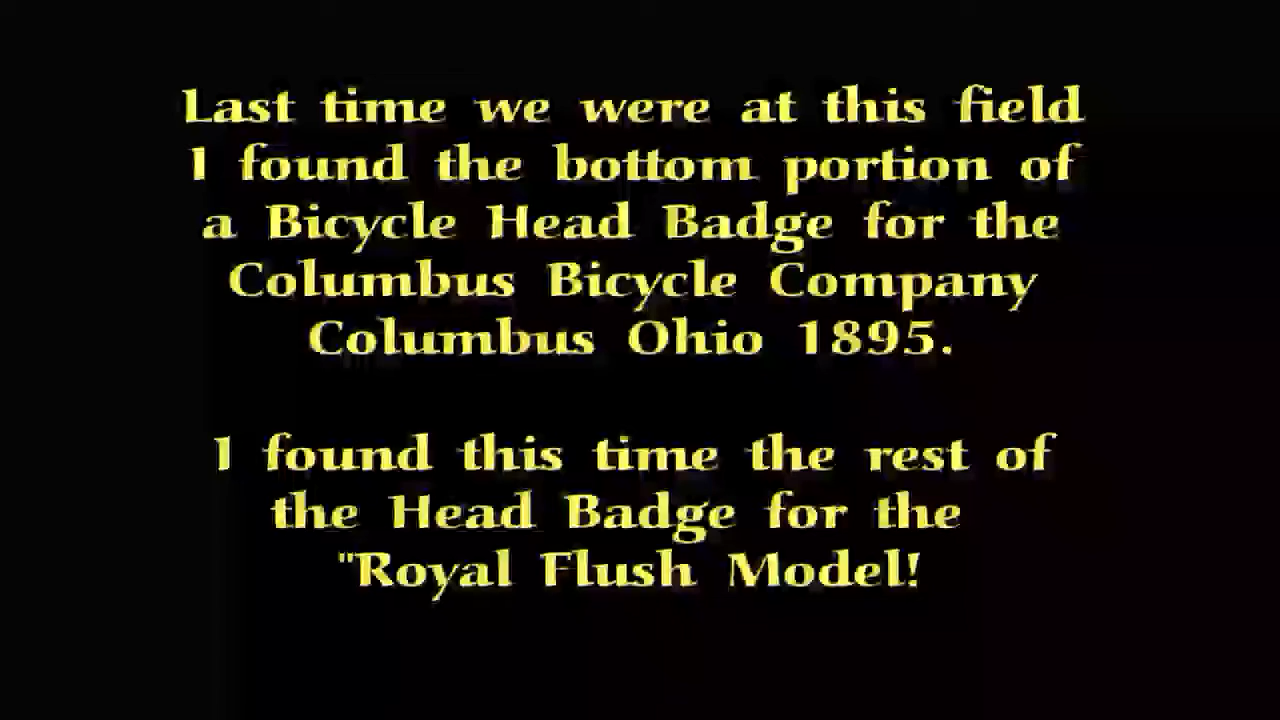 Last time we were at this field
I found the bottom portion of
a Bicycle Head Badge for the
Columbus Bicycle Company
Columbus Ohio 1895.
I found this time the rest of
the Head Badge for the
"Royal Flush Model!